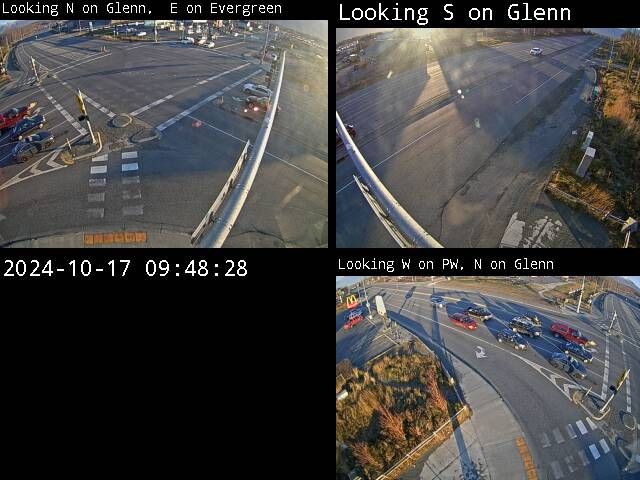 Looking N on Glenn,  E on Evergreen
Looking S on Glenn
2024-10-17 09:48:28
Looking W on PW, N on Glenn